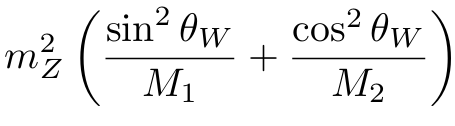 m_Z^2 \left( \frac{\sin^2 \theta_W}{M_1} + \frac{\cos^2 \theta_W}{M_2} \right)